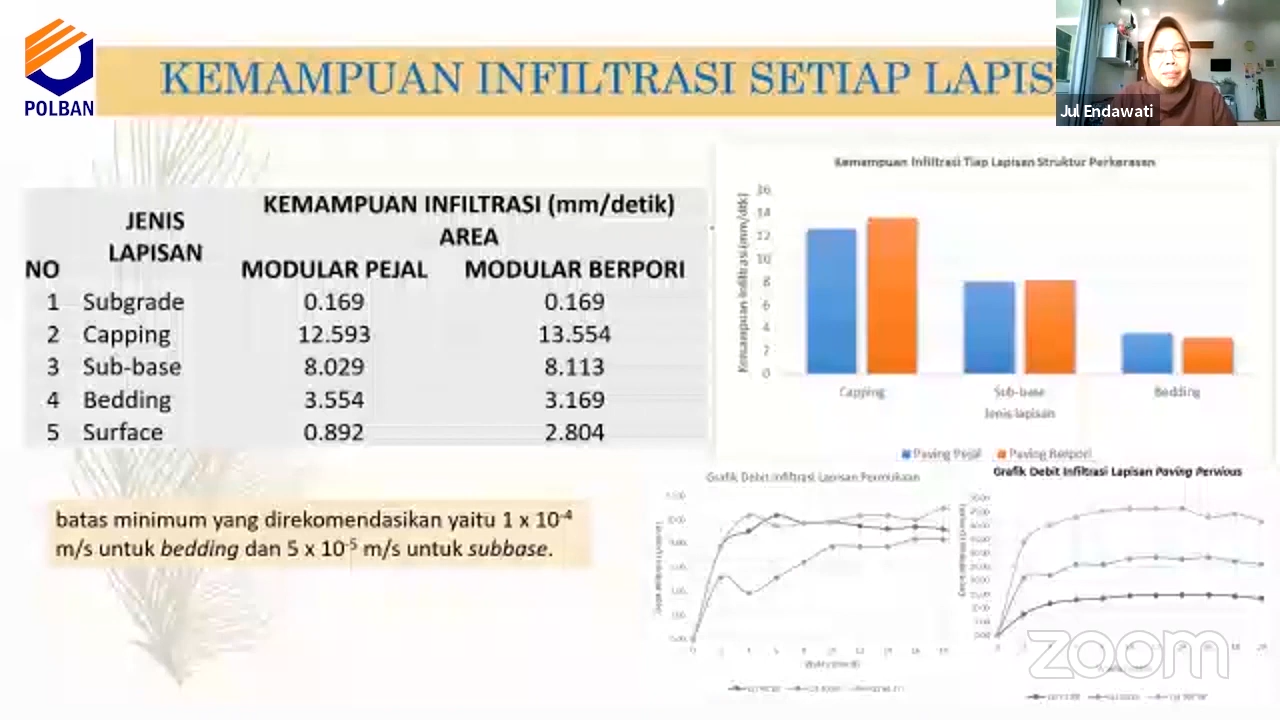 POLBAN
KEMAMPUAN INFILTRASI SETIAP LAPIS
Jul Endawati
JENIS LAPISAN
KEMAMPUAN INFILTRASI (mm/detik)
AREA
NO MODULAR PEJAL MODULAR BERPORI
1 Subgrade 0.169 0.169
2 Capping 12.593 13.554
3 Sub-base 8.029 8.113
4 Bedding 3.554 3.169
5 Surface 0.892 2.804
batas minimum yang direkomendasikan yaitu 1 x 10⁻⁴
m/s untuk bedding dan 5 x 10⁻⁵ m/s untuk subbase.
Kemampuan Infiltrasi Tiap Lapisan Struktur Perkerasan
Kemampuan Infiltrasi (mm/dtk)
16
14
12
10
8
6
4
2
0
Capping Sub-base Bedding
Jenis lapisan
Paving Pejal Paving Berpori
Grafik Debit Infiltrasi Lapisan Permukaan
Grafik Debit Infiltrasi Lapisan Paving Pervious
zoom